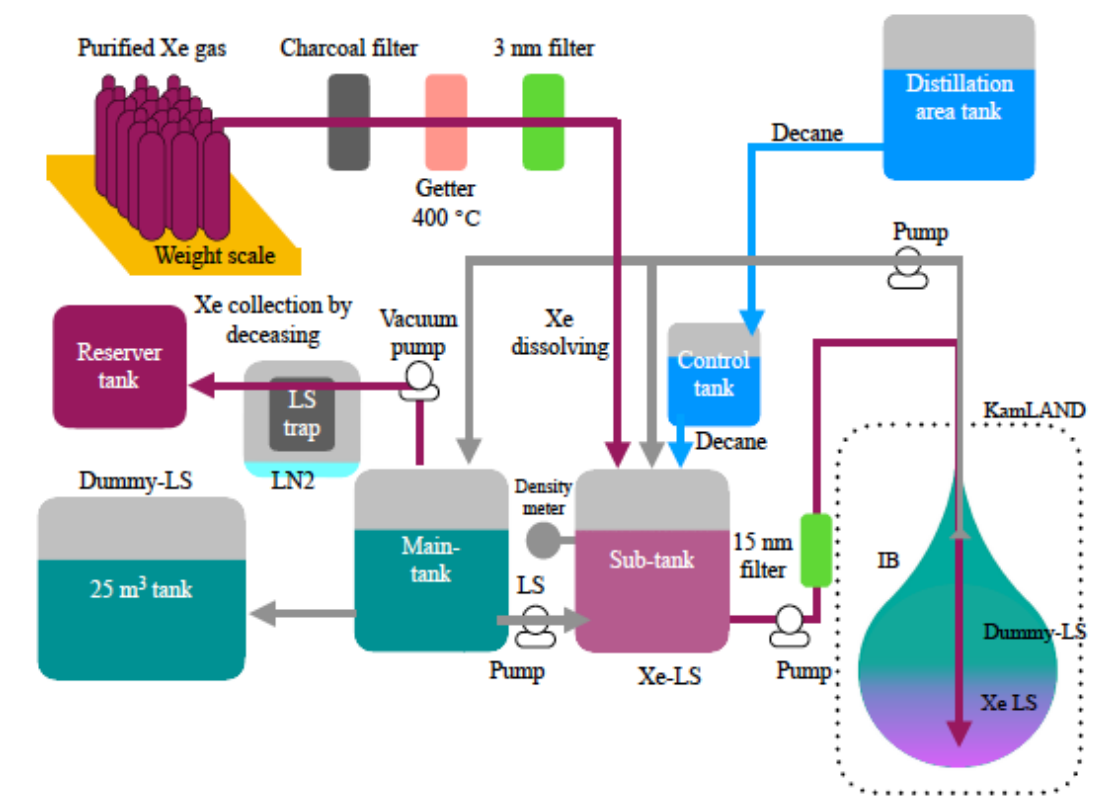 Purified Xe gas
Charcoal filter
3 nm filter
Distillation
area tank
Decane
Getter
400 °C
Weight scale
Pump
Xe collection by
deceasing
Vacuum
pump
Xe
dissolving
Reserver
tank
Control
tank
LS
trap
KamLAND
Decane
Dummy-LS
LN2
Density
meter
Main-
tank
Sub-tank
15 nm
filter
IB
25 m³ tank
LS
Dummy-LS
Pump
Xe-LS
Pump
Xe LS